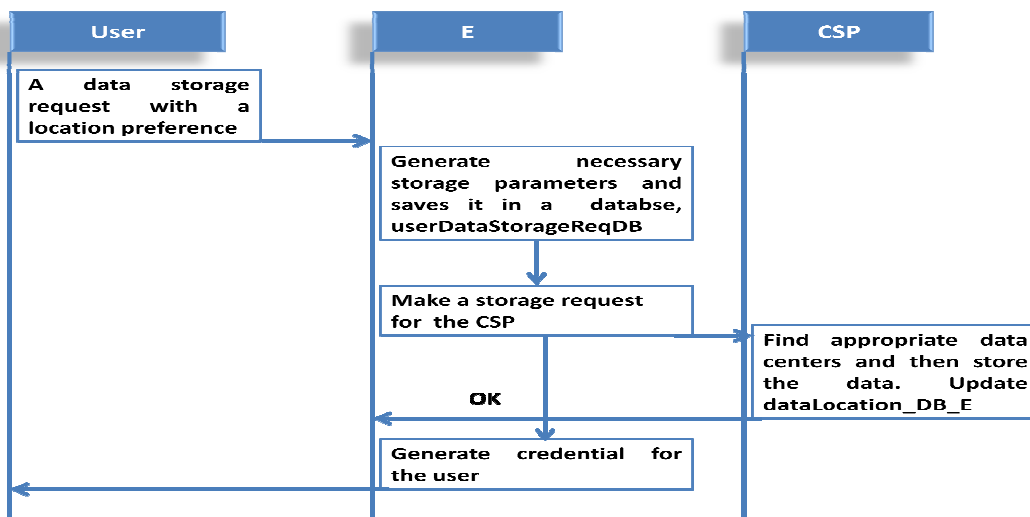 User
E
CSP
A data storage
request with a
location preference
Generate necessary
storage parameters and
saves it in a databse,
userDataStorageReqDB
Make a storage request
for the CSP
Find appropriate data
centers and then store
the data. Update
dataLocation_DB_E
OK
Generate credential for
the user